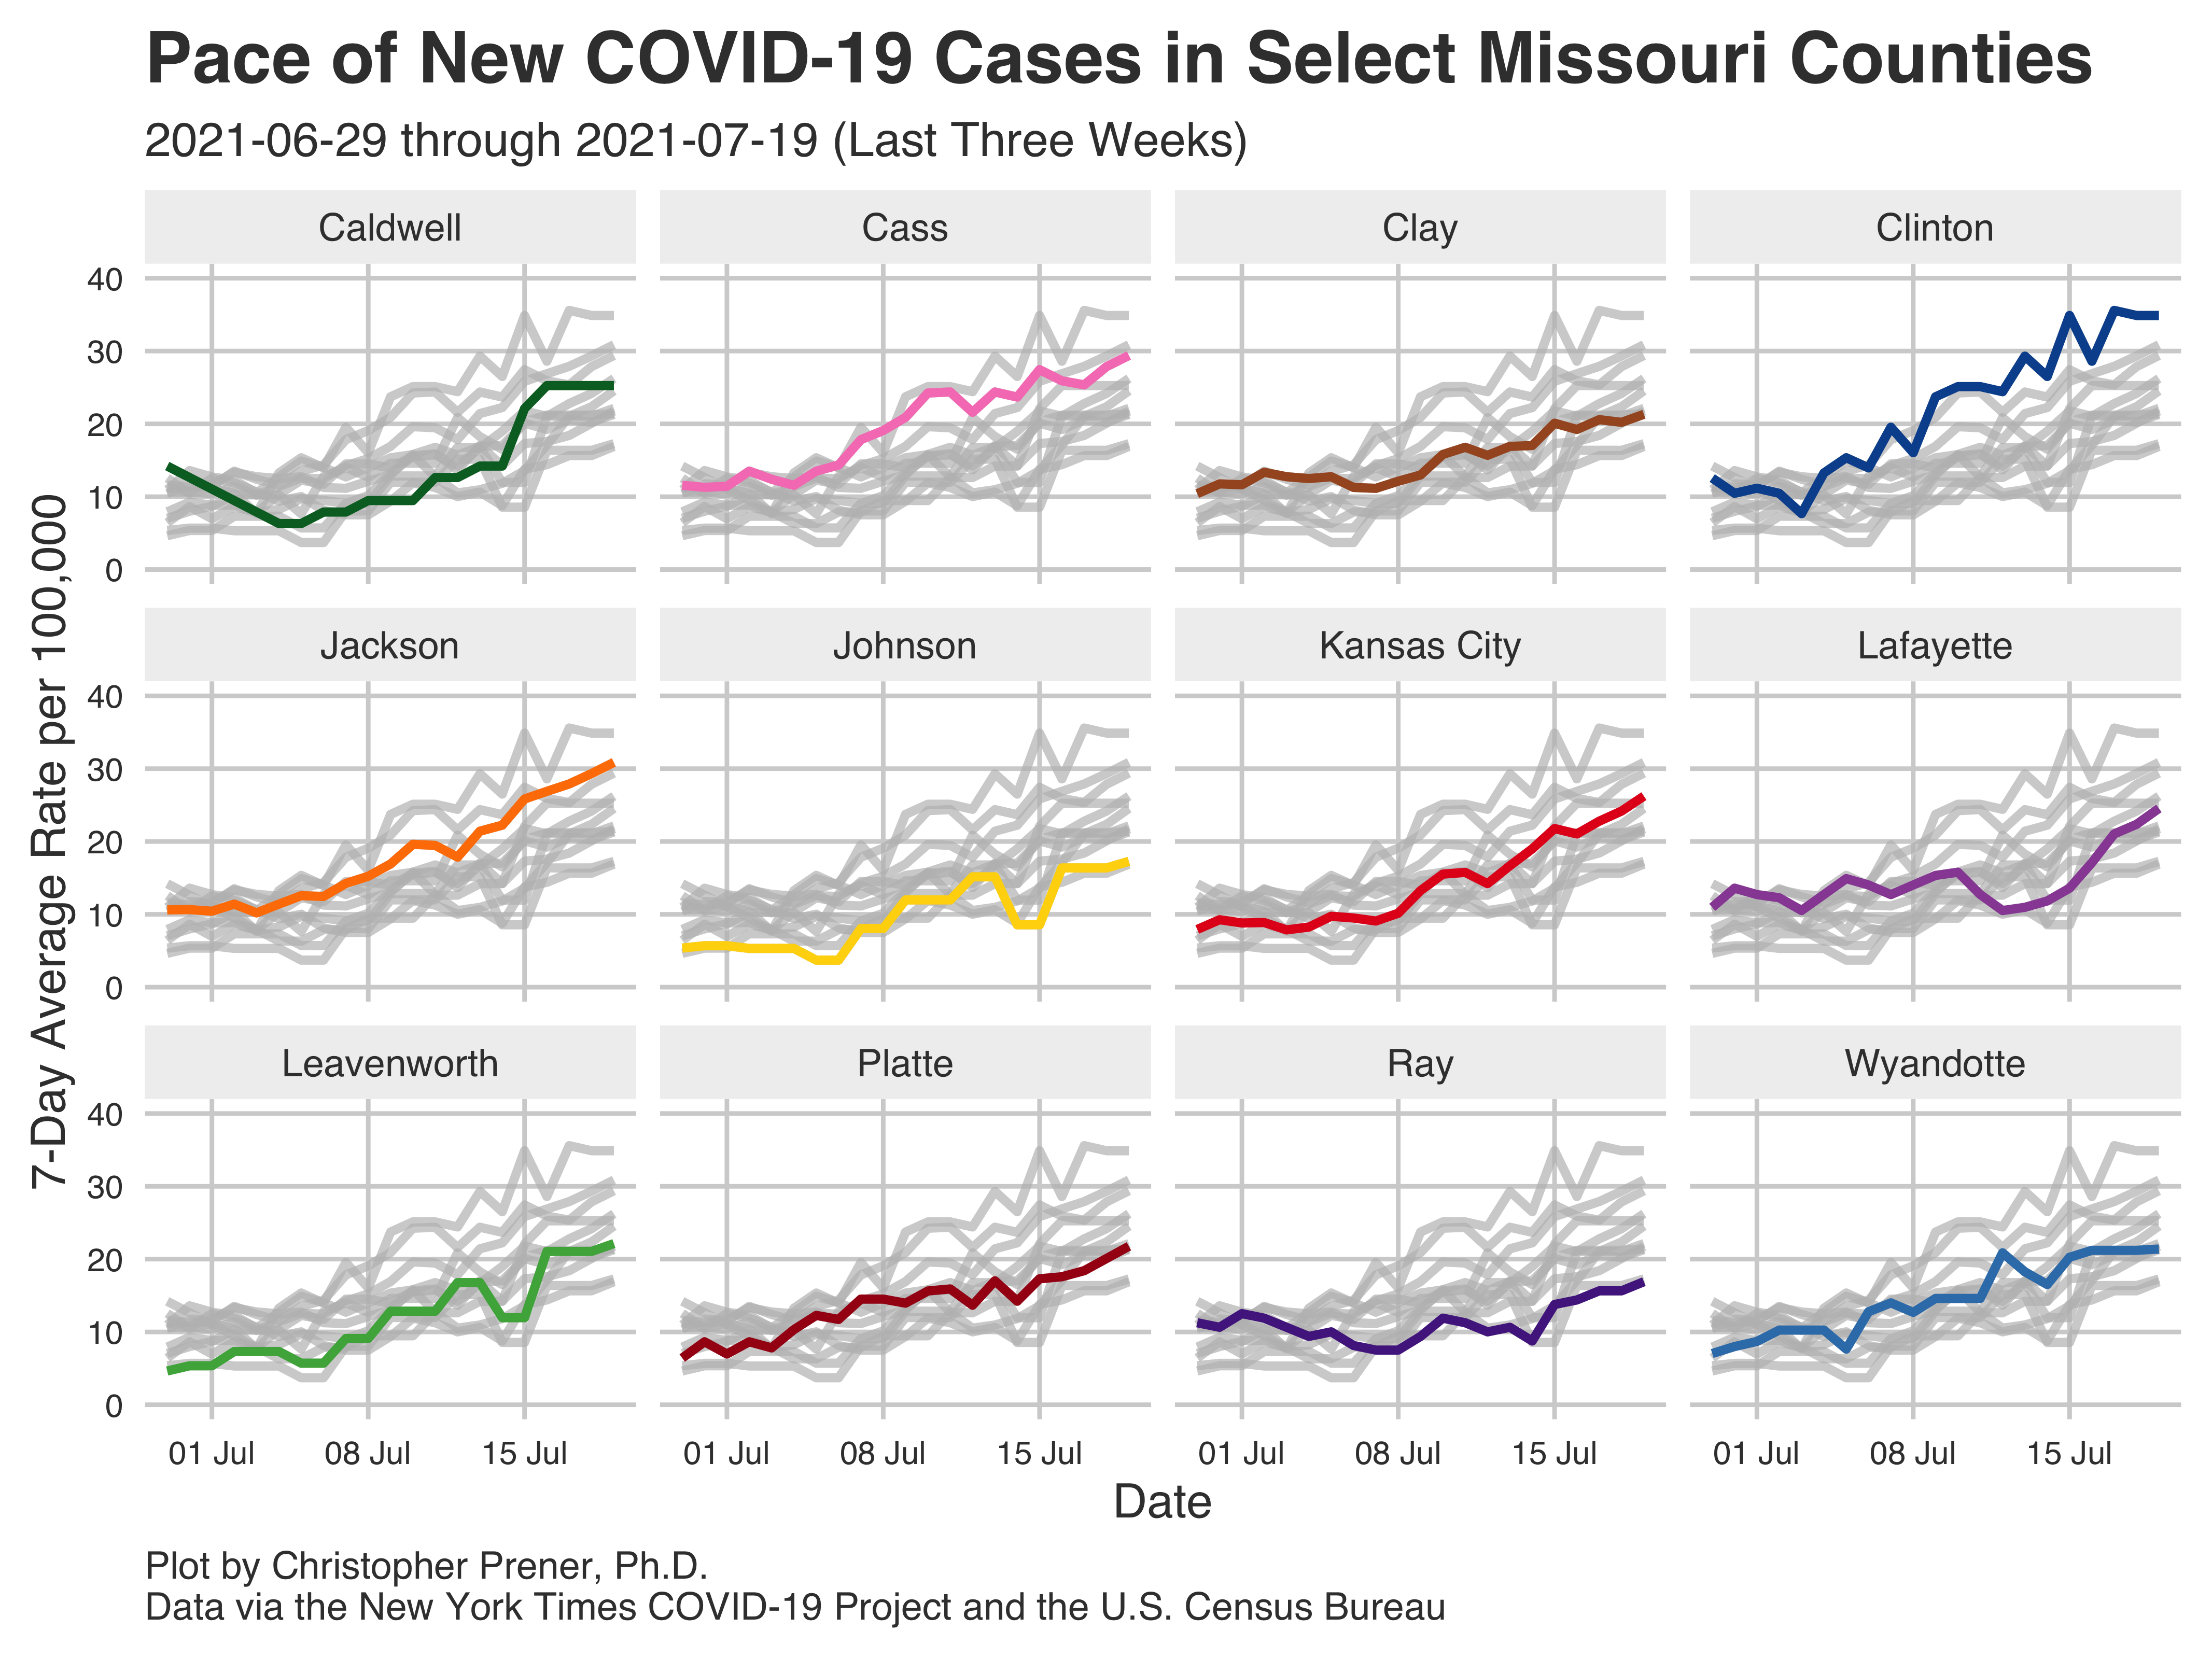 Pace of New COVID-19 Cases in Select Missouri Counties
2021-06-29 through 2021-07-19 (Last Three Weeks)
7-Day Average Rate per 100,000
Caldwell
Cass
Clay
Clinton
40
30
20
10
0
Jackson
Johnson
Kansas City
Lafayette
40
30
20
10
0
Leavenworth
Platte
Ray
Wyandotte
40
30
20
10
0
01 Jul 08 Jul 15 Jul
01 Jul 08 Jul 15 Jul
01 Jul 08 Jul 15 Jul
01 Jul 08 Jul 15 Jul
Date
Plot by Christopher Prener, Ph.D.
Data via the New York Times COVID-19 Project and the U.S. Census Bureau